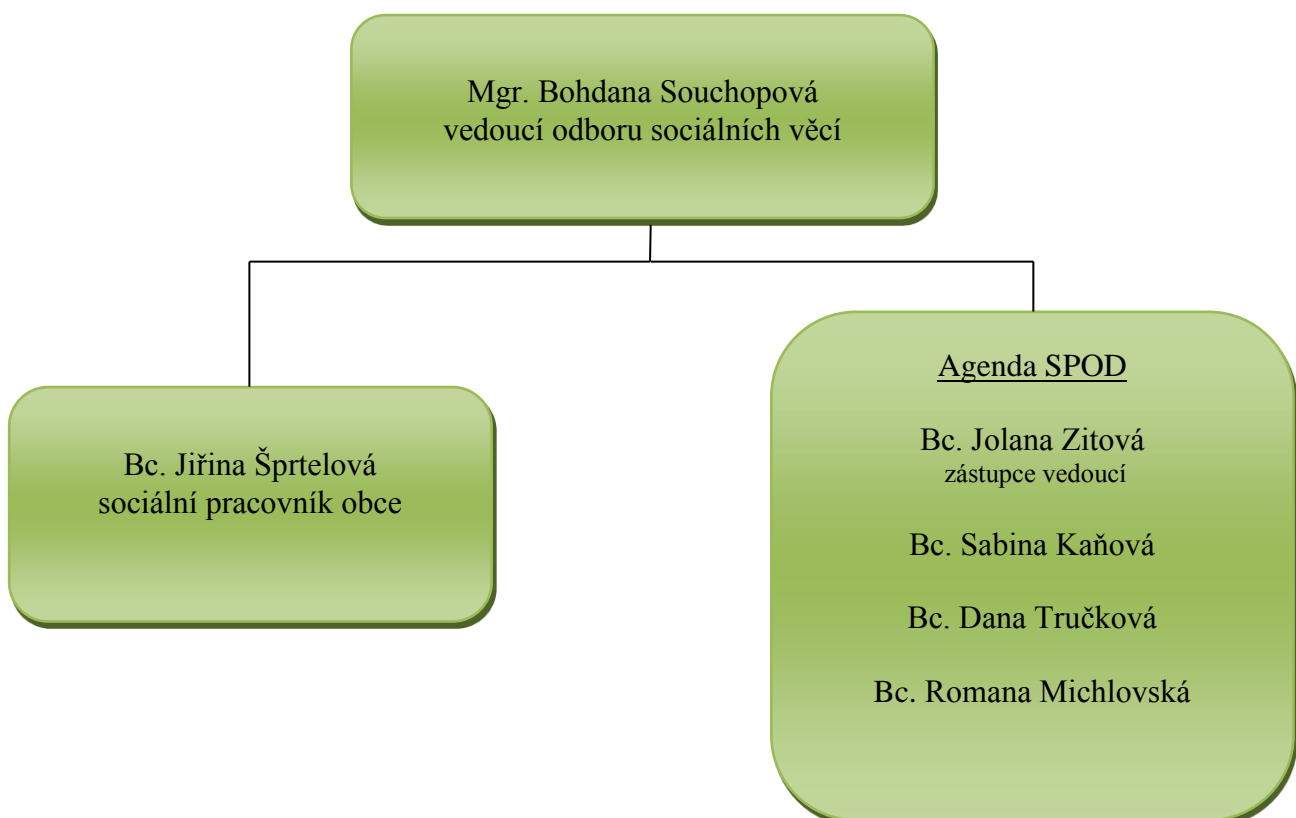 Mgr. Bohdana Souchopová
vedoucí odboru sociálních věcí
Bc. Jiřina Šprtelová
sociální pracovník obce
Agenda SPOD
Bc. Jolana Zitová
zástupce vedoucí
Bc. Sabina Kaňová
Bc. Dana Tručková
Bc. Romana Michlovská